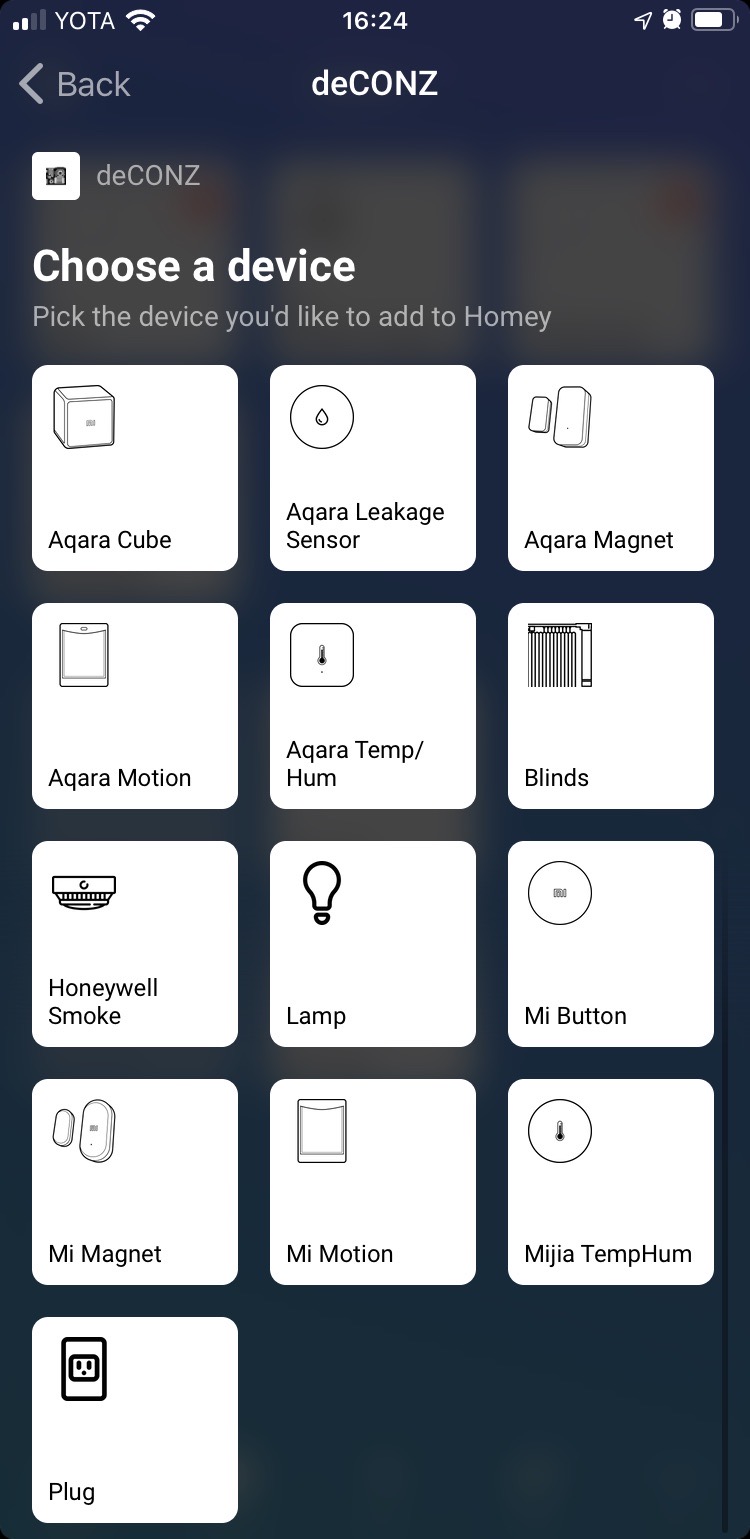 YOTA 16:24
Back deCONZ
deCONZ
Choose a device
Pick the device you'd like to add to Homey
Aqara Cube
Aqara Leakage
Sensor
Aqara Magnet
Aqara Motion
Aqara Temp/
Hum
Blinds
Honeywell
Smoke
Lamp
Mi Button
Mi Magnet
Mi Motion
Mijia TempHum
Plug